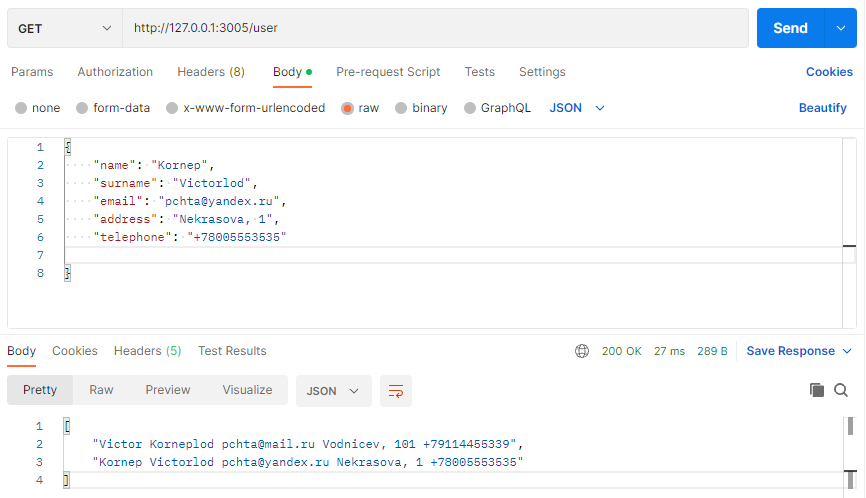 GET http://127.0.0.1:3005/user Send
Params Authorization Headers (8) Body Pre-request Script Tests Settings Cookies
none form-data x-www-form-urlencoded raw binary GraphQL JSON Beautify
1 {
2 "name": "Kornep",
3 "surname": "Victorlod",
4 "email": "pchta@yandex.ru",
5 "address": "Nekrasova, 1",
6 "telephone": "+78005553535"
7
8 }
Body Cookies Headers (5) Test Results 200 OK 27 ms 289 B Save Response
Pretty Raw Preview Visualize JSON
1 [
2 "Victor Korneplod pchta@mail.ru Vodnicev, 101 +79114455339",
3 "Kornep Victorlod pchta@yandex.ru Nekrasova, 1 +78005553535"
4 ]